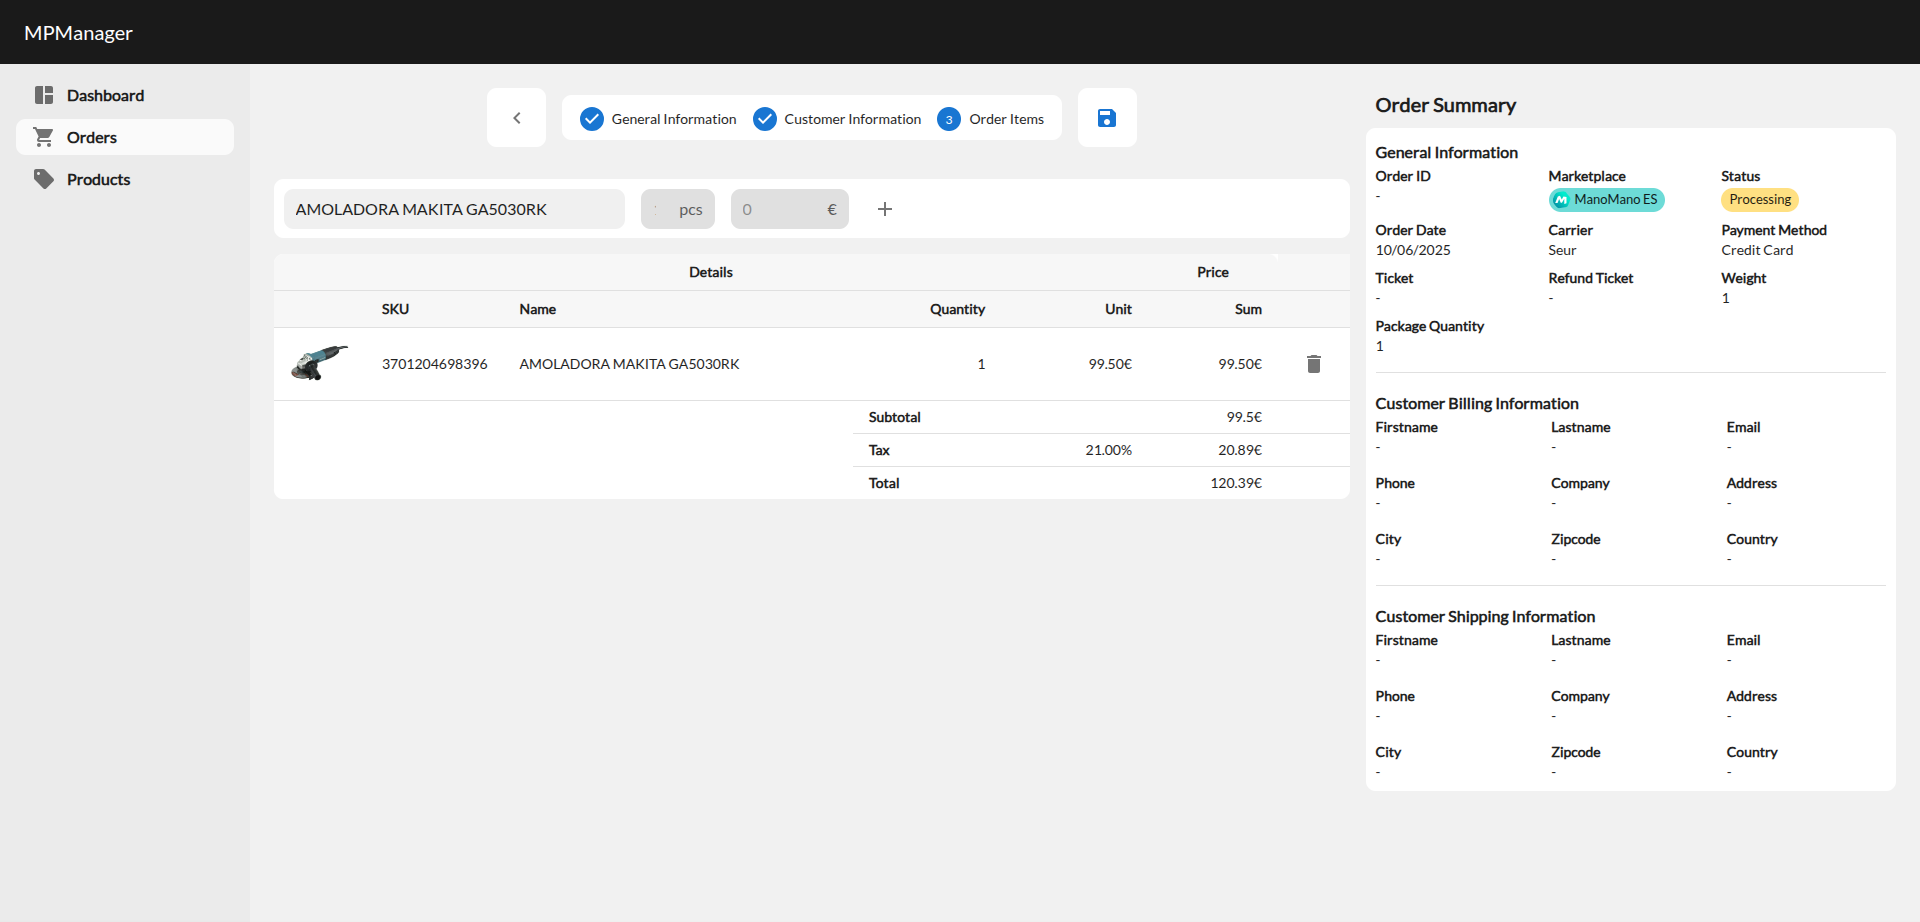 MPManager
Dashboard
Orders
Products
General Information
Customer Information
3
Order Items
AMOLADORA MAKITA GA5030RK
pcs
0
€
Details
Price
SKU
Name
Quantity
Unit
Sum
3701204698396
AMOLADORA MAKITA GA5030RK
1
99.50€
99.50€
Subtotal
99.5€
Tax
21.00%
20.89€
Total
120.39€
Order Summary
General Information
Order ID
Marketplace
Status
-
ManoMano ES
Processing
Order Date
Carrier
Payment Method
10/06/2025
Seur
Credit Card
Ticket
Refund Ticket
Weight
-
-
1
Package Quantity
1
Customer Billing Information
Firstname
Lastname
Email
-
-
-
Phone
Company
Address
-
-
-
City
Zipcode
Country
-
-
-
Customer Shipping Information
Firstname
Lastname
Email
-
-
-
Phone
Company
Address
-
-
-
City
Zipcode
Country
-
-
-